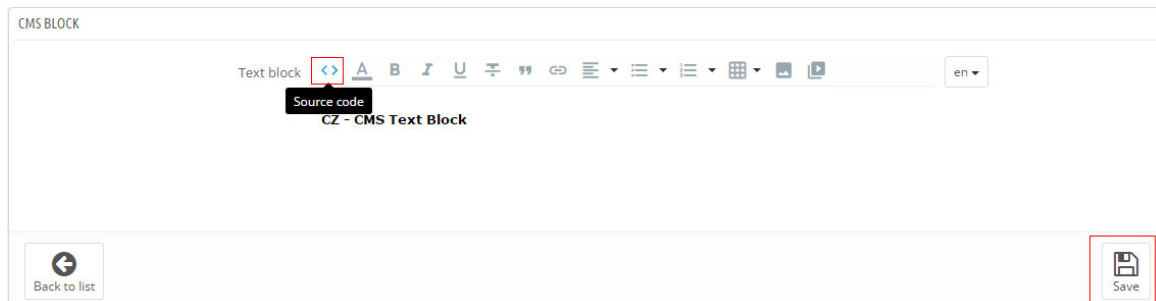 CMS BLOCK
Text block
en
Source code
CZ - CMS Text Block
Back to list
Save